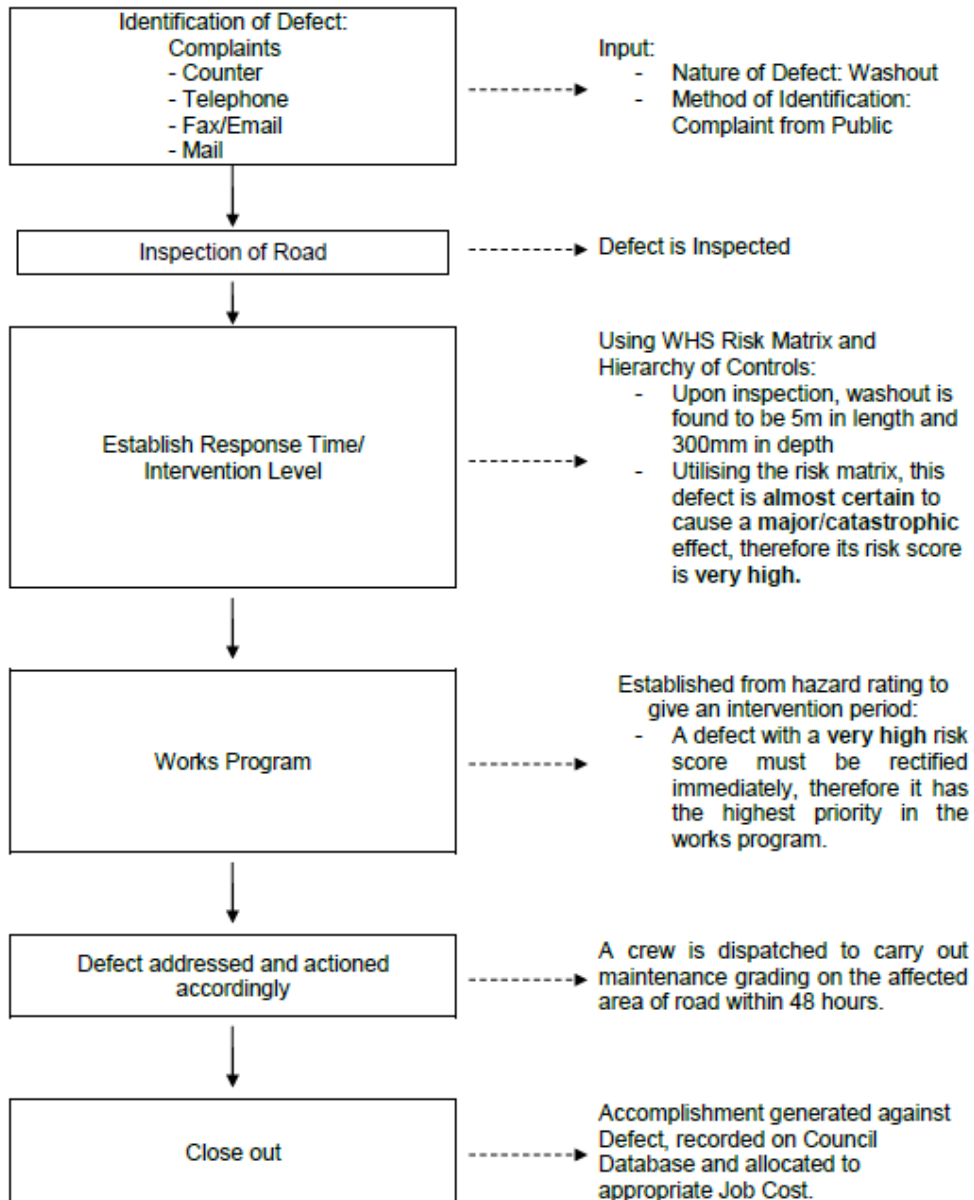 Identification of Defect:
Complaints
- Counter
- Telephone
- Fax/Email
- Mail
Input:
- Nature of Defect: Washout
- Method of Identification:
Complaint from Public
Inspection of Road
Defect is Inspected
Establish Response Time/
Intervention Level
Using WHS Risk Matrix and
Hierarchy of Controls:
- Upon inspection, washout is
found to be 5m in length and
300mm in depth
- Utilising the risk matrix, this
defect is almost certain to
cause a major/catastrophic
effect, therefore its risk score
is very high.
Works Program
Established from hazard rating to
give an intervention period:
- A defect with a very high risk
score must be rectified
immediately, therefore it has
the highest priority in the
works program.
Defect addressed and actioned
accordingly
A crew is dispatched to carry out
maintenance grading on the affected
area of road within 48 hours.
Close out
Accomplishment generated against
Defect, recorded on Council
Database and allocated to
appropriate Job Cost.